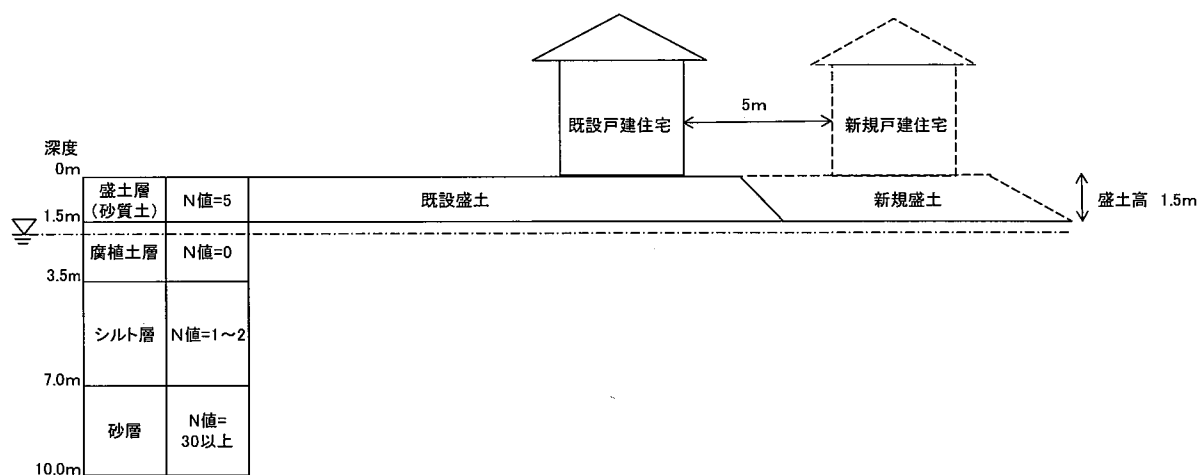 5m
既設戸建住宅
新規戸建住宅
深度
0m
盛土層
(砂質土)
N値=5
既設盛土
新規盛土
盛土高 1.5m
1.5m
腐植土層
N値=0
3.5m
シルト層
N値=1～2
7.0m
砂層
N値=
30以上
10.0m